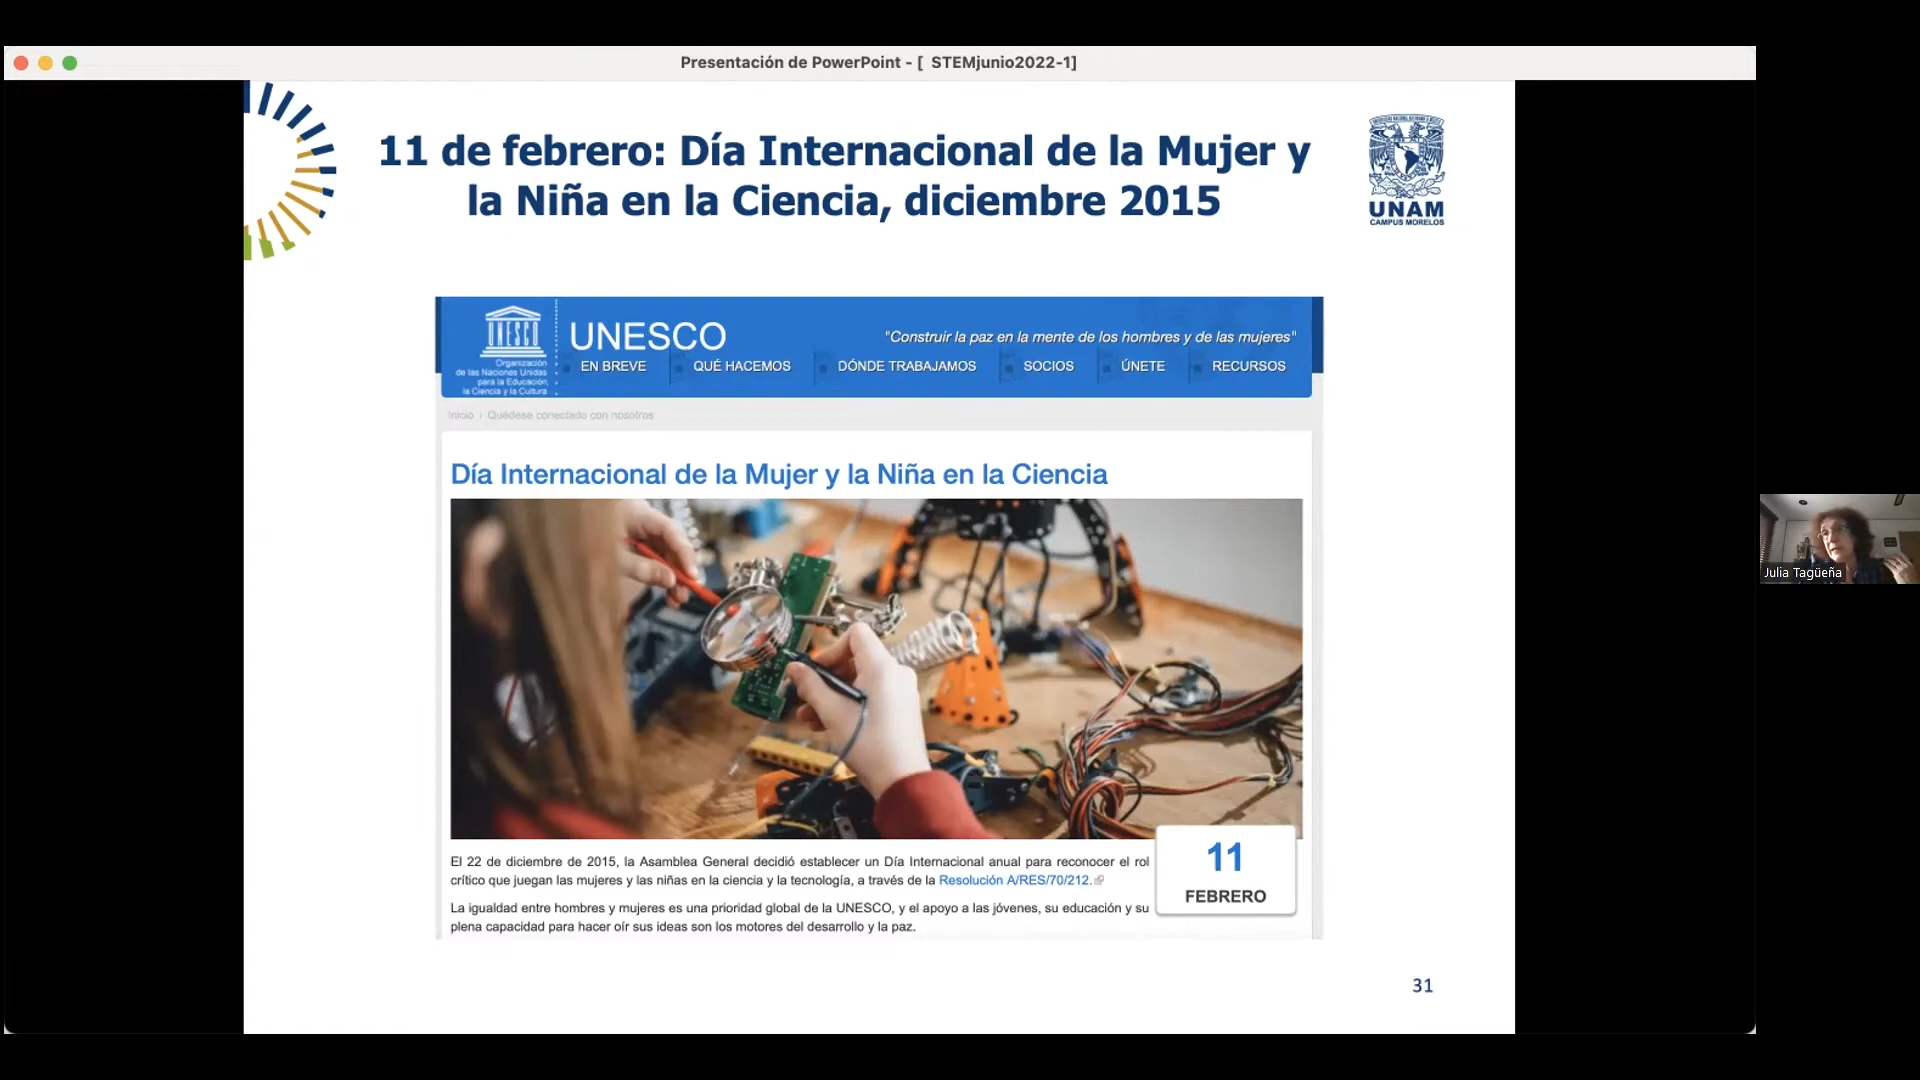 Presentación de PowerPoint - [ STEMjunio2022-1]
11 de febrero: Día Internacional de la Mujer y
la Niña en la Ciencia, diciembre 2015
UNAM
CAMPUS MORELOS
UNESCO
Organización
de las Naciones Unidas
para la Educación,
la Ciencia y la Cultura
UNESCO
"Construir la paz en la mente de los hombres y de las mujeres"
EN BREVE QUÉ HACEMOS DÓNDE TRABAJAMOS SOCIOS ÚNETE RECURSOS
Inicio › Quédese conectado con nosotros
Día Internacional de la Mujer y la Niña en la Ciencia
El 22 de diciembre de 2015, la Asamblea General decidió establecer un Día Internacional anual para reconocer el rol
crítico que juegan las mujeres y las niñas en la ciencia y la tecnología, a través de la Resolución A/RES/70/212.
La igualdad entre hombres y mujeres es una prioridad global de la UNESCO, y el apoyo a las jóvenes, su educación y su
plena capacidad para hacer oír sus ideas son los motores del desarrollo y la paz.
11
FEBRERO
31
Julia Tagüeña